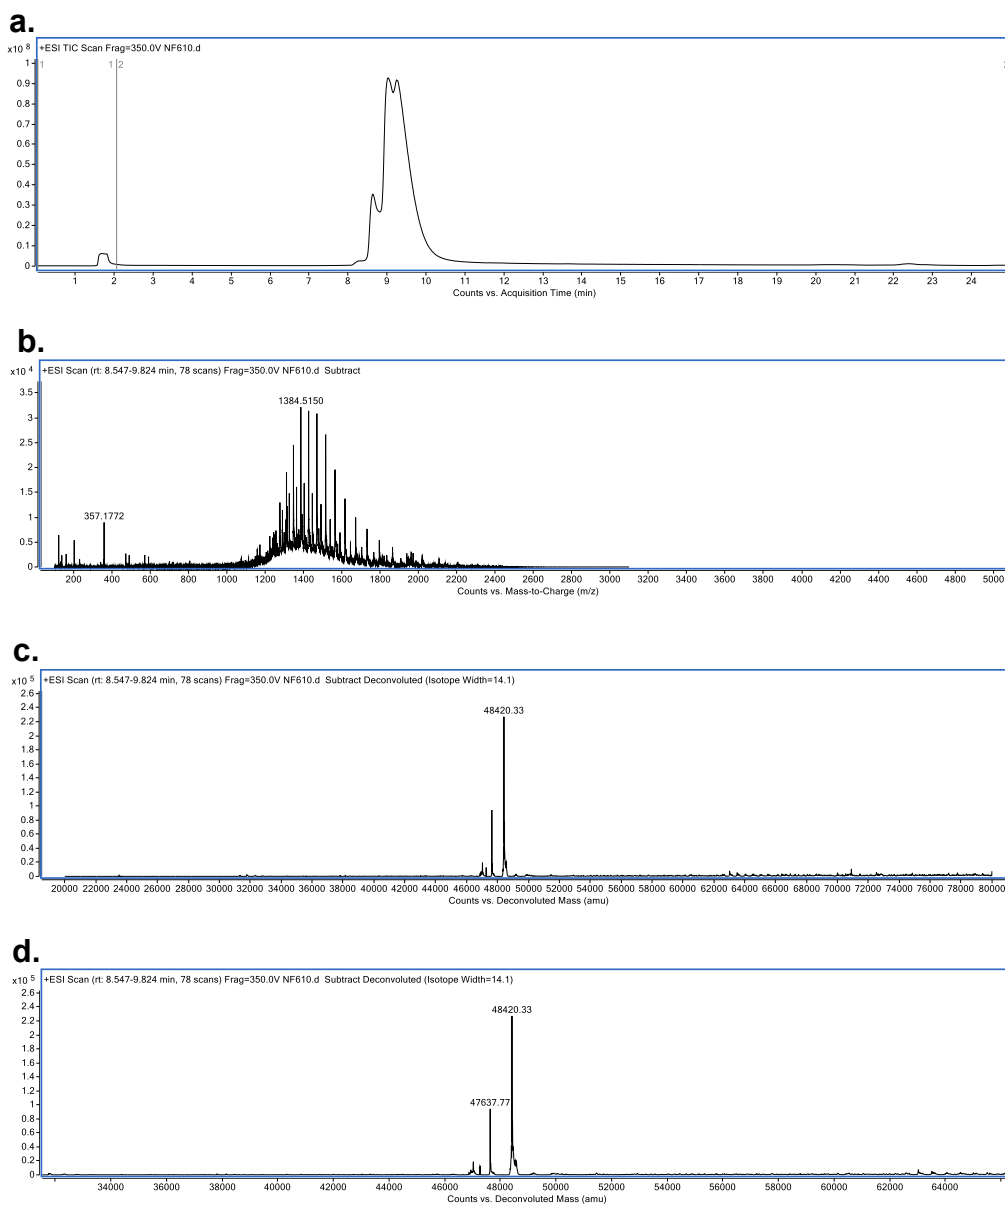 a.
x10 8
+ESI TIC Scan Frag=350.0V NF610.d
1
1 2
1
0.9
0.8
0.7
0.6
0.5
0.4
0.3
0.2
0.1
0
1 2 3 4 5 6 7 8 9 10 11 12 13 14 15 16 17 18 19 20 21 22 23 24
Counts vs. Acquisition Time (min)
b.
x10 4
+ESI Scan (rt: 8.547-9.824 min, 78 scans) Frag=350.0V NF610.d Subtract
3.5
3
2.5
2
1.5
1
0.5
0
1384.5150
357.1772
200 400 600 800 1000 1200 1400 1600 1800 2000 2200 2400 2600 2800 3000 3200 3400 3600 3800 4000 4200 4400 4600 4800 5000
Counts vs. Mass-to-Charge (m/z)
c.
x10 5
+ESI Scan (rt: 8.547-9.824 min, 78 scans) Frag=350.0V NF610.d Subtract Deconvoluted (Isotope Width=14.1)
2.6
2.4
2.2
2
1.8
1.6
1.4
1.2
1
0.8
0.6
0.4
0.2
0
48420.33
20000 22000 24000 26000 28000 30000 32000 34000 36000 38000 40000 42000 44000 46000 48000 50000 52000 54000 56000 58000 60000 62000 64000 66000 68000 70000 72000 74000 76000 78000 80000
Counts vs. Deconvoluted Mass (amu)
d.
x10 5
+ESI Scan (rt: 8.547-9.824 min, 78 scans) Frag=350.0V NF610.d Subtract Deconvoluted (Isotope Width=14.1)
2.6
2.4
2.2
2
1.8
1.6
1.4
1.2
1
0.8
0.6
0.4
0.2
0
48420.33
47637.77
34000 36000 38000 40000 42000 44000 46000 48000 50000 52000 54000 56000 58000 60000 62000 64000
Counts vs. Deconvoluted Mass (amu)